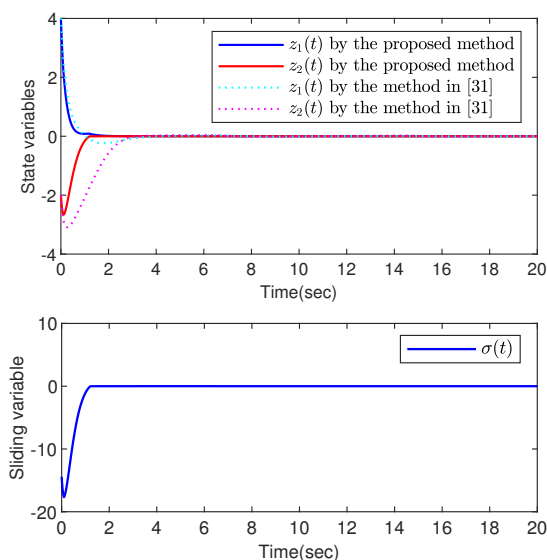 4
2
0
-2
-4
State variables
z₁(t) by the proposed method
z₂(t) by the proposed method
z₁(t) by the method in [31]
z₂(t) by the method in [31]
0 2 4 6 8 10 12 14 16 18 20
Time(sec)
10
0
-10
-20
Sliding variable
σ(t)
0 2 4 6 8 10 12 14 16 18 20
Time(sec)